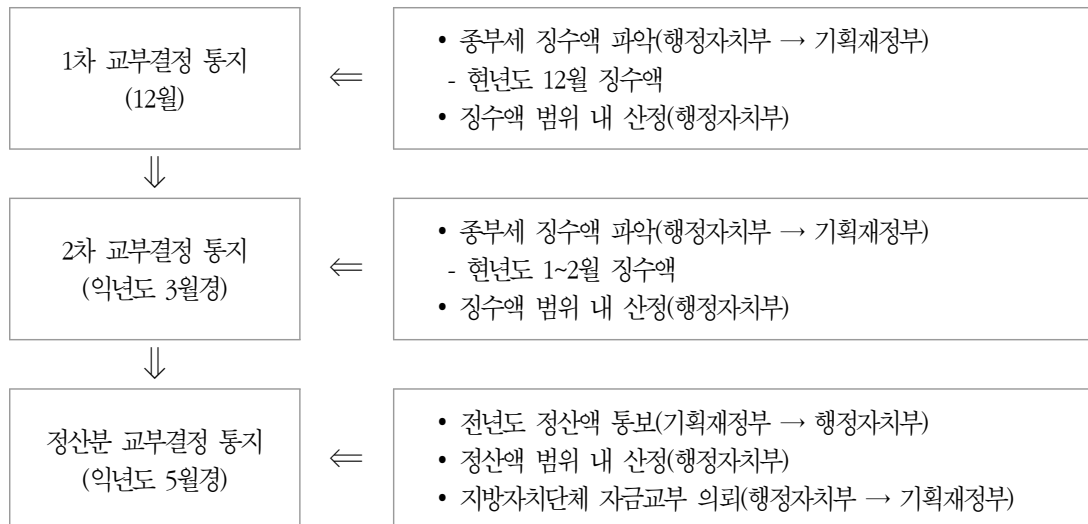 1차 교부결정 통지
(12월)
⇐
• 종부세 징수액 파악(행정자치부 → 기획재정부)
- 현년도 12월 징수액
• 징수액 범위 내 산정(행정자치부)
⇓
2차 교부결정 통지
(익년도 3월경)
⇐
• 종부세 징수액 파악(행정자치부 → 기획재정부)
- 현년도 1~2월 징수액
• 징수액 범위 내 산정(행정자치부)
⇓
정산분 교부결정 통지
(익년도 5월경)
⇐
• 전년도 정산액 통보(기획재정부 → 행정자치부)
• 정산액 범위 내 산정(행정자치부)
• 지방자치단체 자금교부 의뢰(행정자치부 → 기획재정부)